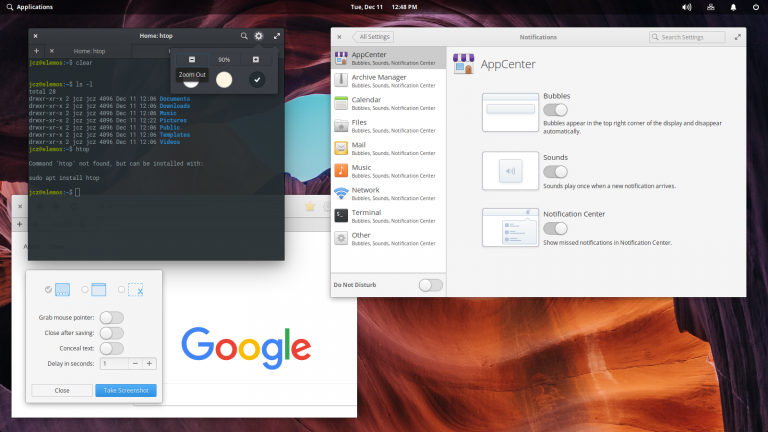 Applications
Tue, Dec 11 12:48 PM
Home: htop
Home: htop
90%
Zoom Out
jcz@elemos:~$ clear
jcz@elemos:~$ ls -l
total 28
drwxr-xr-x 2 jcz jcz 4096 Dec 11 12:06 Documents
drwxr-xr-x 2 jcz jcz 4096 Dec 11 12:06 Downloads
drwxr-xr-x 2 jcz jcz 4096 Dec 11 12:06 Music
drwxr-xr-x 2 jcz jcz 4096 Dec 11 12:22 Pictures
drwxr-xr-x 2 jcz jcz 4096 Dec 11 12:06 Public
drwxr-xr-x 2 jcz jcz 4096 Dec 11 12:06 Templates
drwxr-xr-x 2 jcz jcz 4096 Dec 11 12:06 Videos
jcz@elemos:~$ htop
Command 'htop' not found, but can be installed with:
sudo apt install htop
jcz@elemos:~$
Google
Grab mouse pointer:
Close after saving:
Conceal text:
Delay in seconds: 1
Close
Take Screenshot
All Settings
Notifications
Search Settings
AppCenter
Bubbles, Sounds, Notification Center
Archive Manager
Bubbles, Sounds, Notification Center
Calendar
Bubbles, Sounds, Notification Center
Files
Bubbles, Sounds, Notification Center
Mail
Bubbles, Sounds, Notification Center
Music
Bubbles, Sounds, Notification Center
Network
Bubbles, Sounds, Notification Center
Terminal
Bubbles, Sounds, Notification Center
Other
Bubbles, Sounds, Notification Center
Do Not Disturb
AppCenter
Bubbles
Bubbles appear in the top right corner of the display and disappear
automatically.
Sounds
Sounds play once when a new notification arrives.
Notification Center
Show missed notifications in Notification Center.